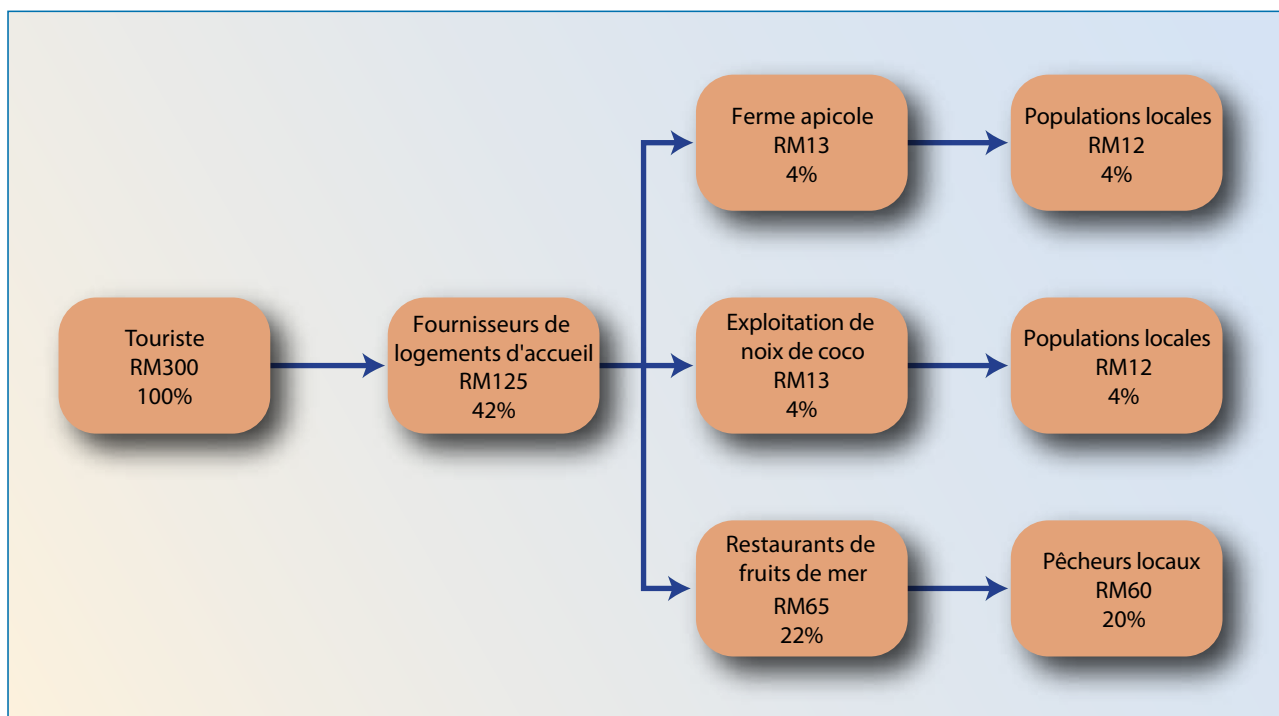 Touriste
RM300
100%
Fournisseurs de
logements d'accueil
RM125
42%
Ferme apicole
RM13
4%
Populations locales
RM12
4%
Exploitation de
noix de coco
RM13
4%
Populations locales
RM12
4%
Restaurants de
fruits de mer
RM65
22%
Pêcheurs locaux
RM60
20%